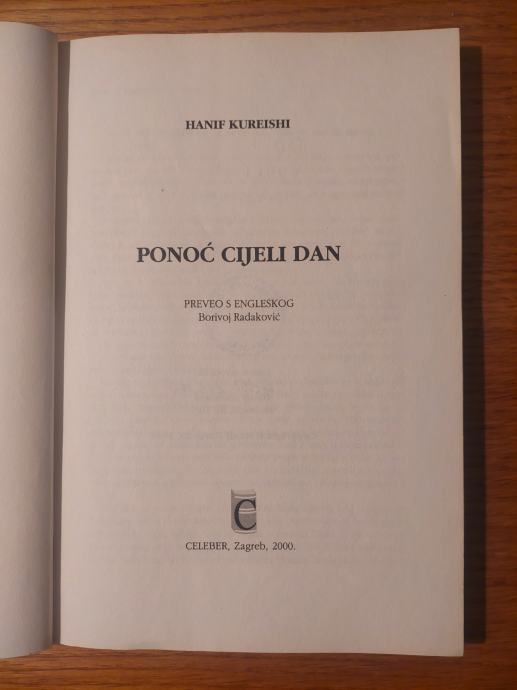 HANIF KUREISHI
PONOĆ CIJELI DAN
PREVEO S ENGLESKOG
Borivoj Radaković
C
CELEBER, Zagreb, 2000.